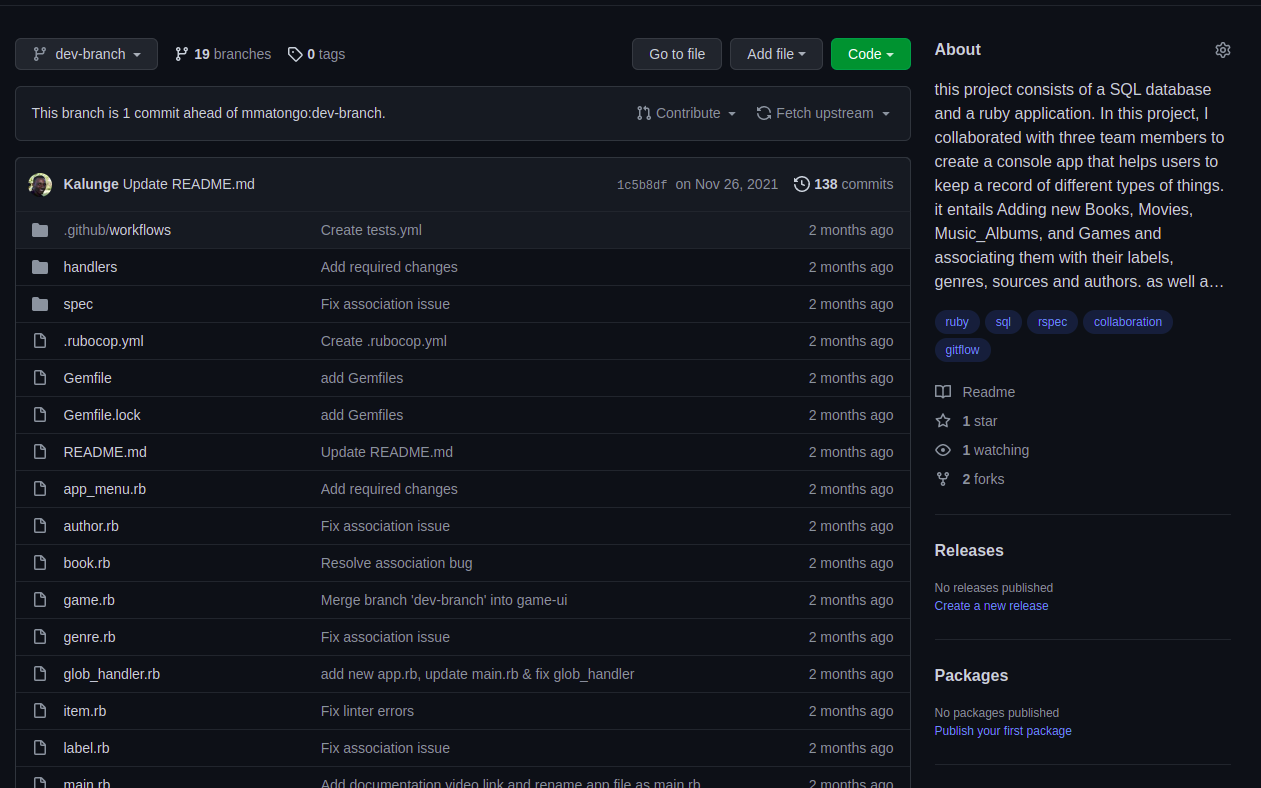 dev-branch 19 branches 0 tags Go to file Add file Code
This branch is 1 commit ahead of mmatongo:dev-branch. Contribute Fetch upstream
Kalunge Update README.md 1c5b8df on Nov 26, 2021 138 commits
.github/workflows Create tests.yml 2 months ago
handlers Add required changes 2 months ago
spec Fix association issue 2 months ago
.rubocop.yml Create .rubocop.yml 2 months ago
Gemfile add Gemfiles 2 months ago
Gemfile.lock add Gemfiles 2 months ago
README.md Update README.md 2 months ago
app_menu.rb Add required changes 2 months ago
author.rb Fix association issue 2 months ago
book.rb Resolve association bug 2 months ago
game.rb Merge branch 'dev-branch' into game-ui 2 months ago
genre.rb Fix association issue 2 months ago
glob_handler.rb add new app.rb, update main.rb & fix glob_handler 2 months ago
item.rb Fix linter errors 2 months ago
label.rb Fix association issue 2 months ago
main.rb Add documentation video link and rename app file as main.rb 2 months ago
About
this project consists of a SQL database
and a ruby application. In this project, I
collaborated with three team members to
create a console app that helps users to
keep a record of different types of things.
it entails Adding new Books, Movies,
Music_Albums, and Games and
associating them with their labels,
genres, sources and authors. as well a…
ruby sql rspec collaboration
gitflow
Readme
1 star
1 watching
2 forks
Releases
No releases published
Create a new release
Packages
No packages published
Publish your first package